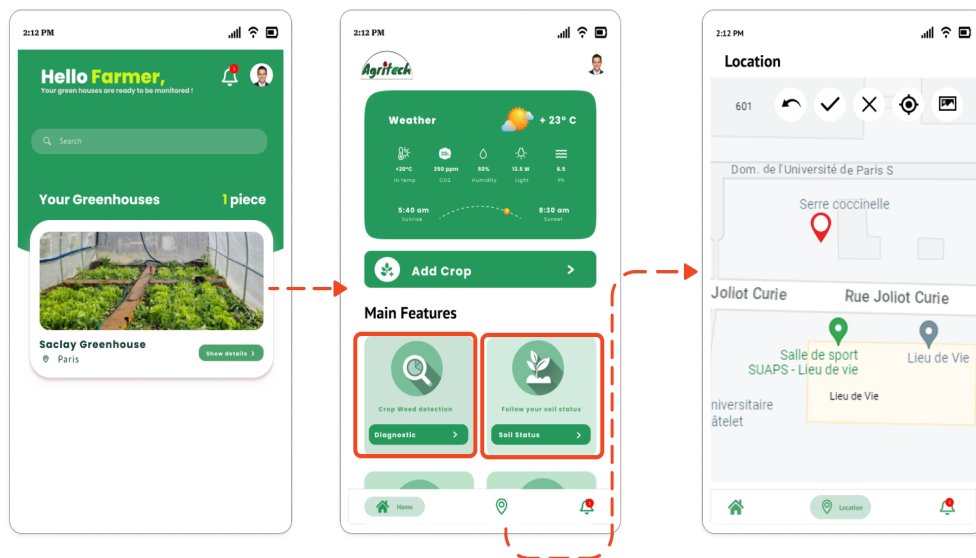 2:12 PM
Hello Farmer,
Your green houses are ready to be monitored !
1
Search
Your Greenhouses
1 piece
Saclay Greenhouse
Paris
Show details >
2:12 PM
Agritech
Weather
+ 23° C
+20°C
350 ppm
50%
13.5 W
6.5
In temp
CO2
Humidity
Light
PH
5:40 am
Sunrise
8:30 am
Sunset
Add Crop >
Main Features
Crop Weed detection
Diagnostic >
Follow your soil status
Soil Status >
Home
1
2:12 PM
Location
601
Dom. de l'Université de Paris S
Serre coccinelle
Joliot Curie
Rue Joliot Curie
Salle de sport
SUAPS - Lieu de vie
Lieu de Vie
Lieu de Vie
niversitaire
âtelet
Location
1